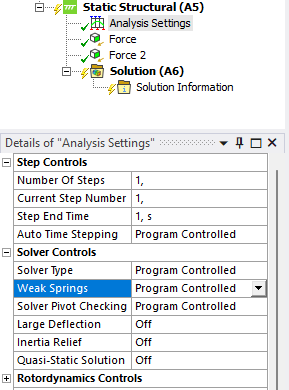 Static Structural (A5)
Analysis Settings
Force
Force 2
Solution (A6)
Solution Information
Details of "Analysis Settings"
Step Controls
Number Of Steps 1,
Current Step Number 1,
Step End Time 1, s
Auto Time Stepping Program Controlled
Solver Controls
Solver Type Program Controlled
Weak Springs Program Controlled
Solver Pivot Checking Program Controlled
Large Deflection Off
Inertia Relief Off
Quasi-Static Solution Off
Rotordynamics Controls